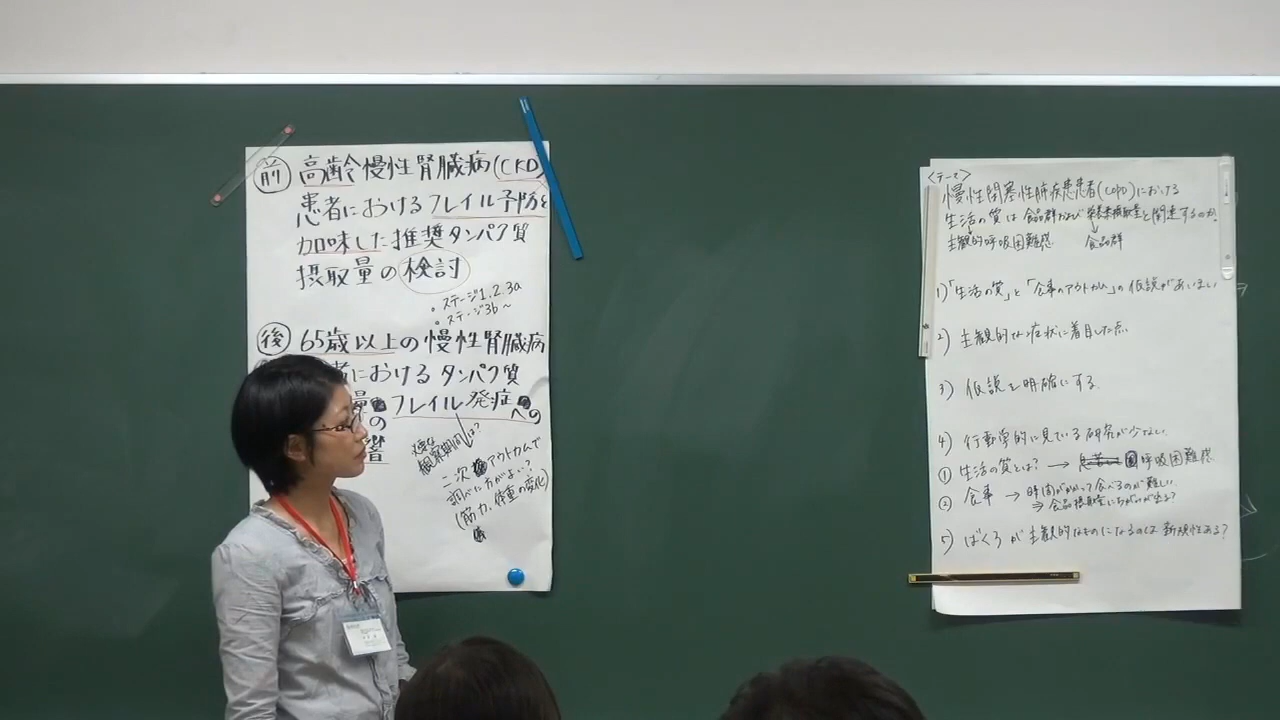 前 高齢慢性腎臓病(CKD)
患者におけるフレイル予防を
加味した推奨タンパク質
摂取量の検討
。ステージ1.2.3a
。ステージ3b～
後 65歳以上の慢性腎臓病
者におけるタンパク質
量のフレイル発症への
響
観察期間は?
二次アウトカムで
調べた方がよい?
(筋力、体重の変化)
<テーマ>
慢性閉塞性肺疾患患者(COPD)における
生活の質は食品群および栄養素摂取量と関連するのか。
主観的呼吸困難感 食品群
1)「生活の質」と「食事のアウトカム」の仮説があいまい
2) 主観的な症状に着目した点
3) 仮説を明確にする.
4) 行動学的に見ている研究が少ない.
① 生活の質とは? → 呼吸困難感
② 食事 → 時間がかかって食べるのが難しい.
⇒ 食品摂取量にちがいが出る?
5) ばくろが主観的なものになるのは新規性ある?